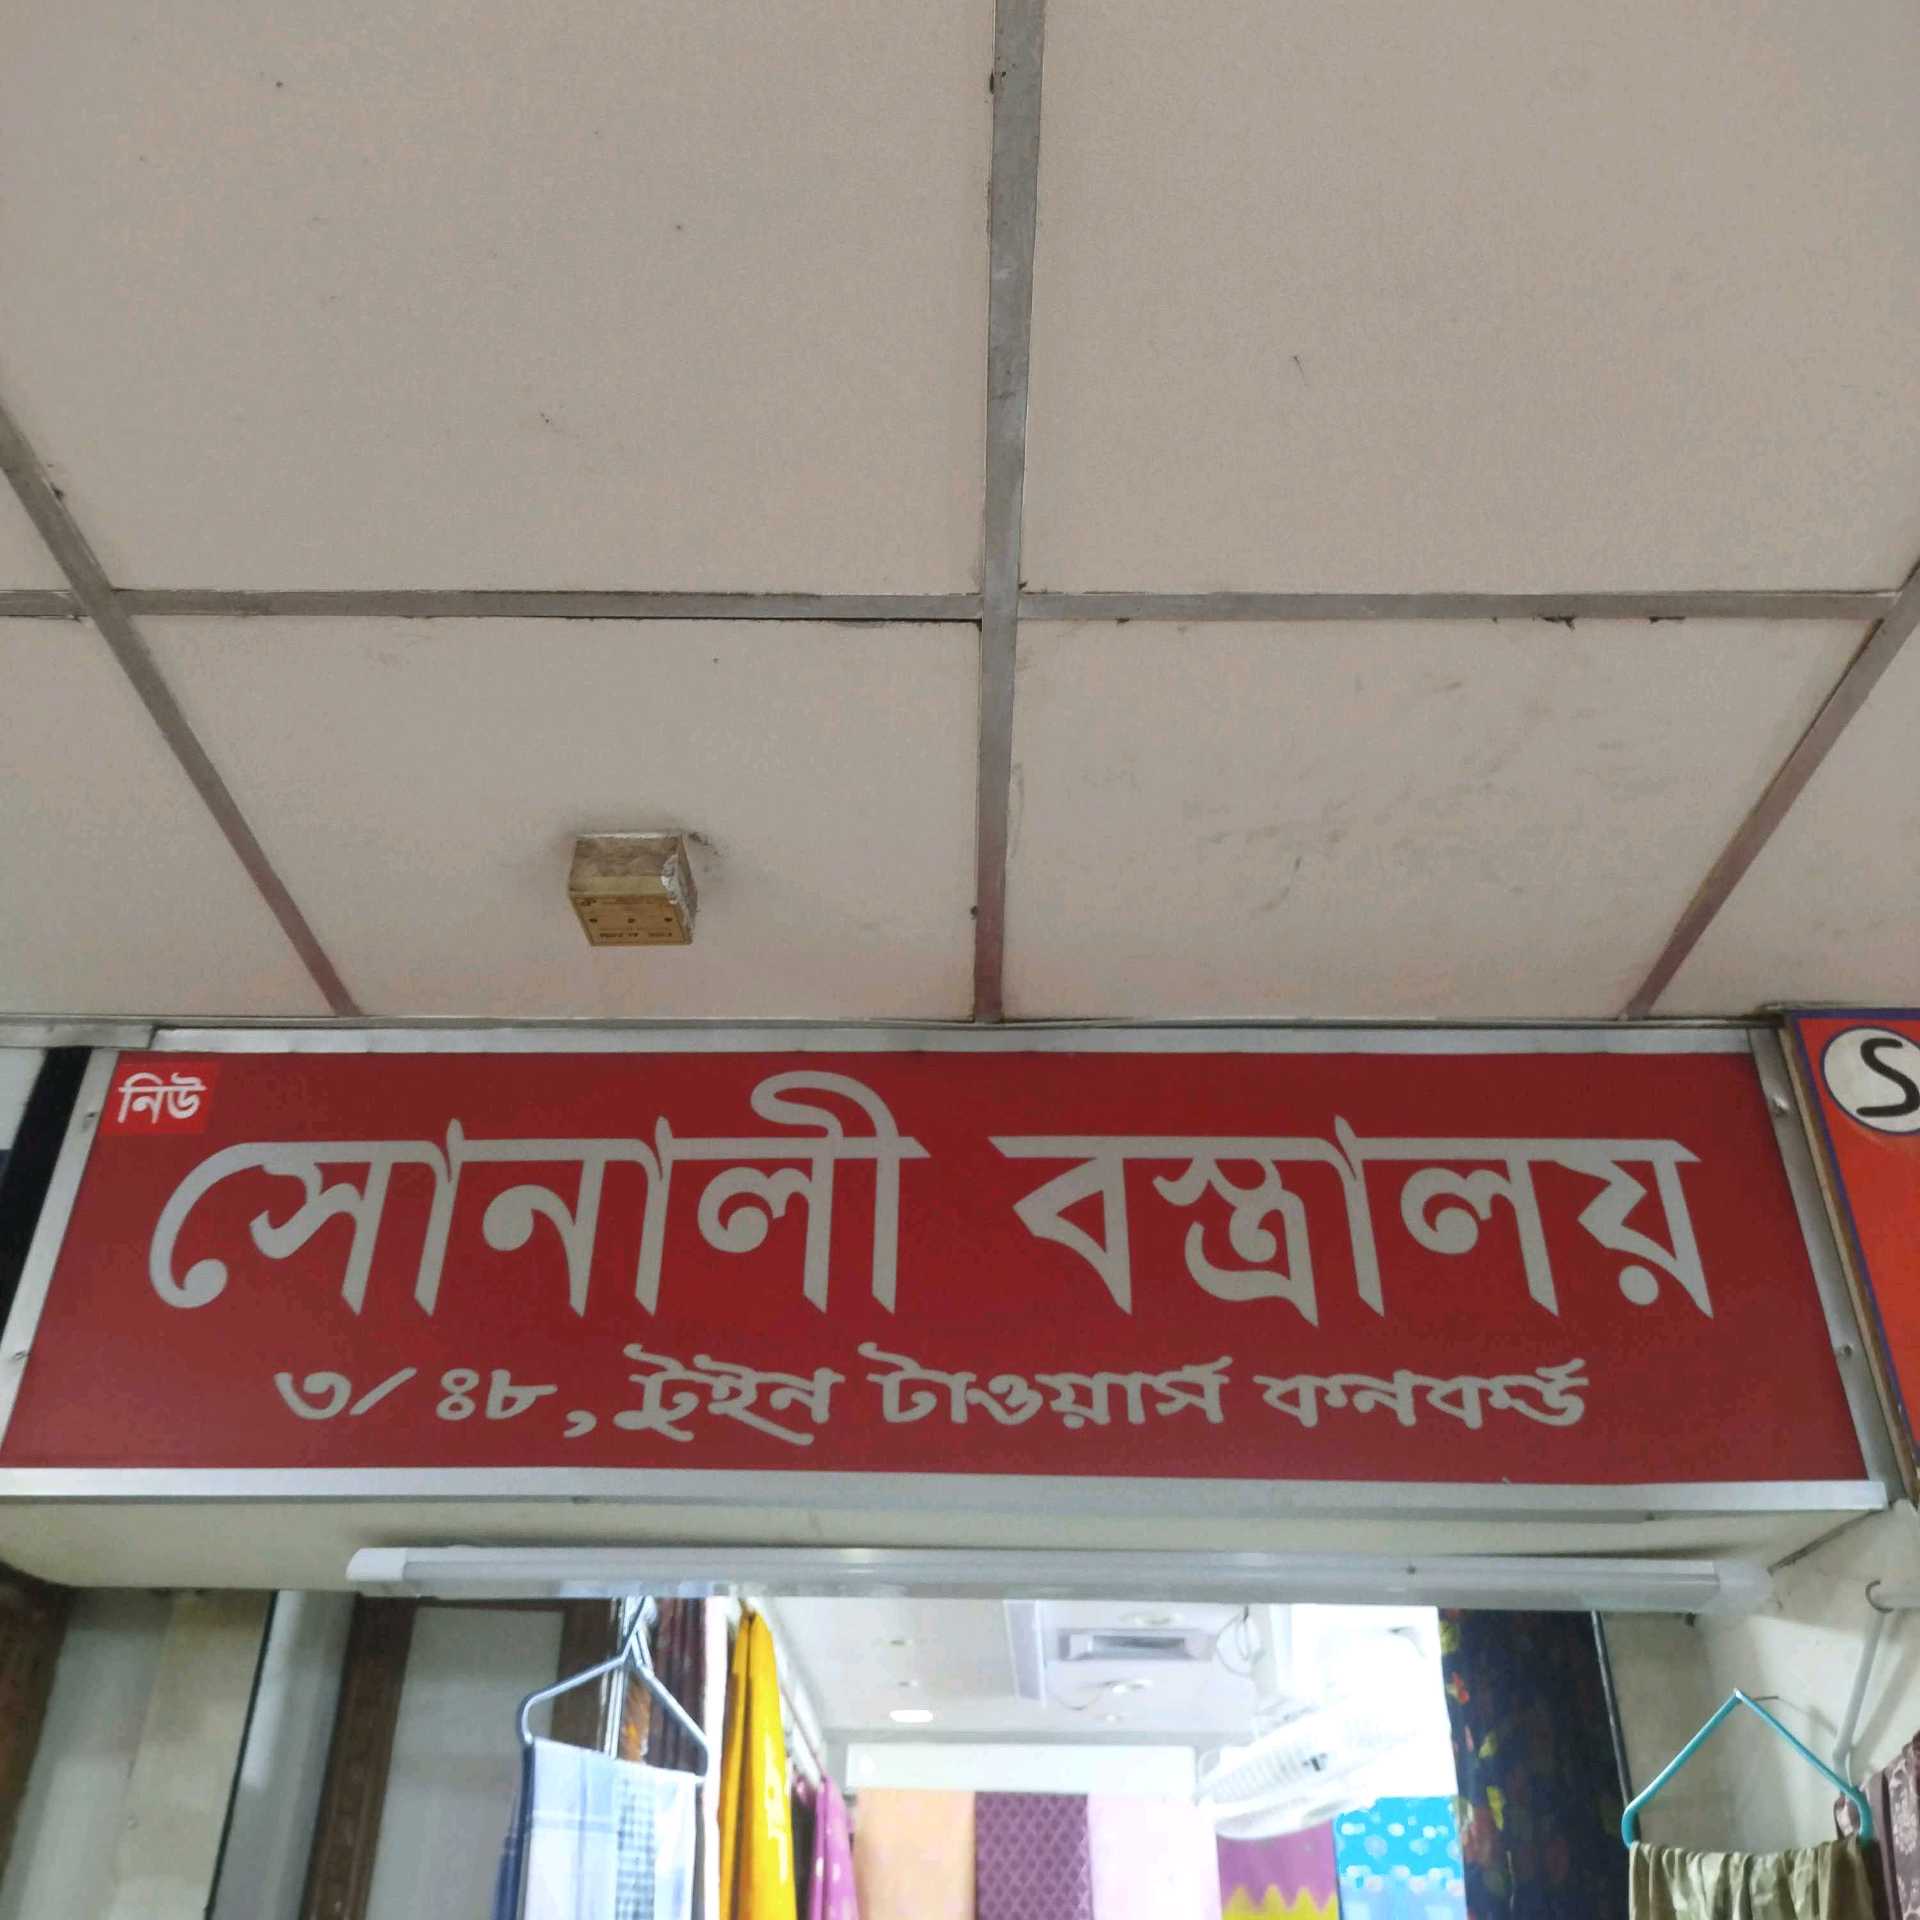 নিউ
সোনালী বস্ত্রালয়
৩/ ৪৮, টুইন টাওয়ার্স কনকর্ড
S